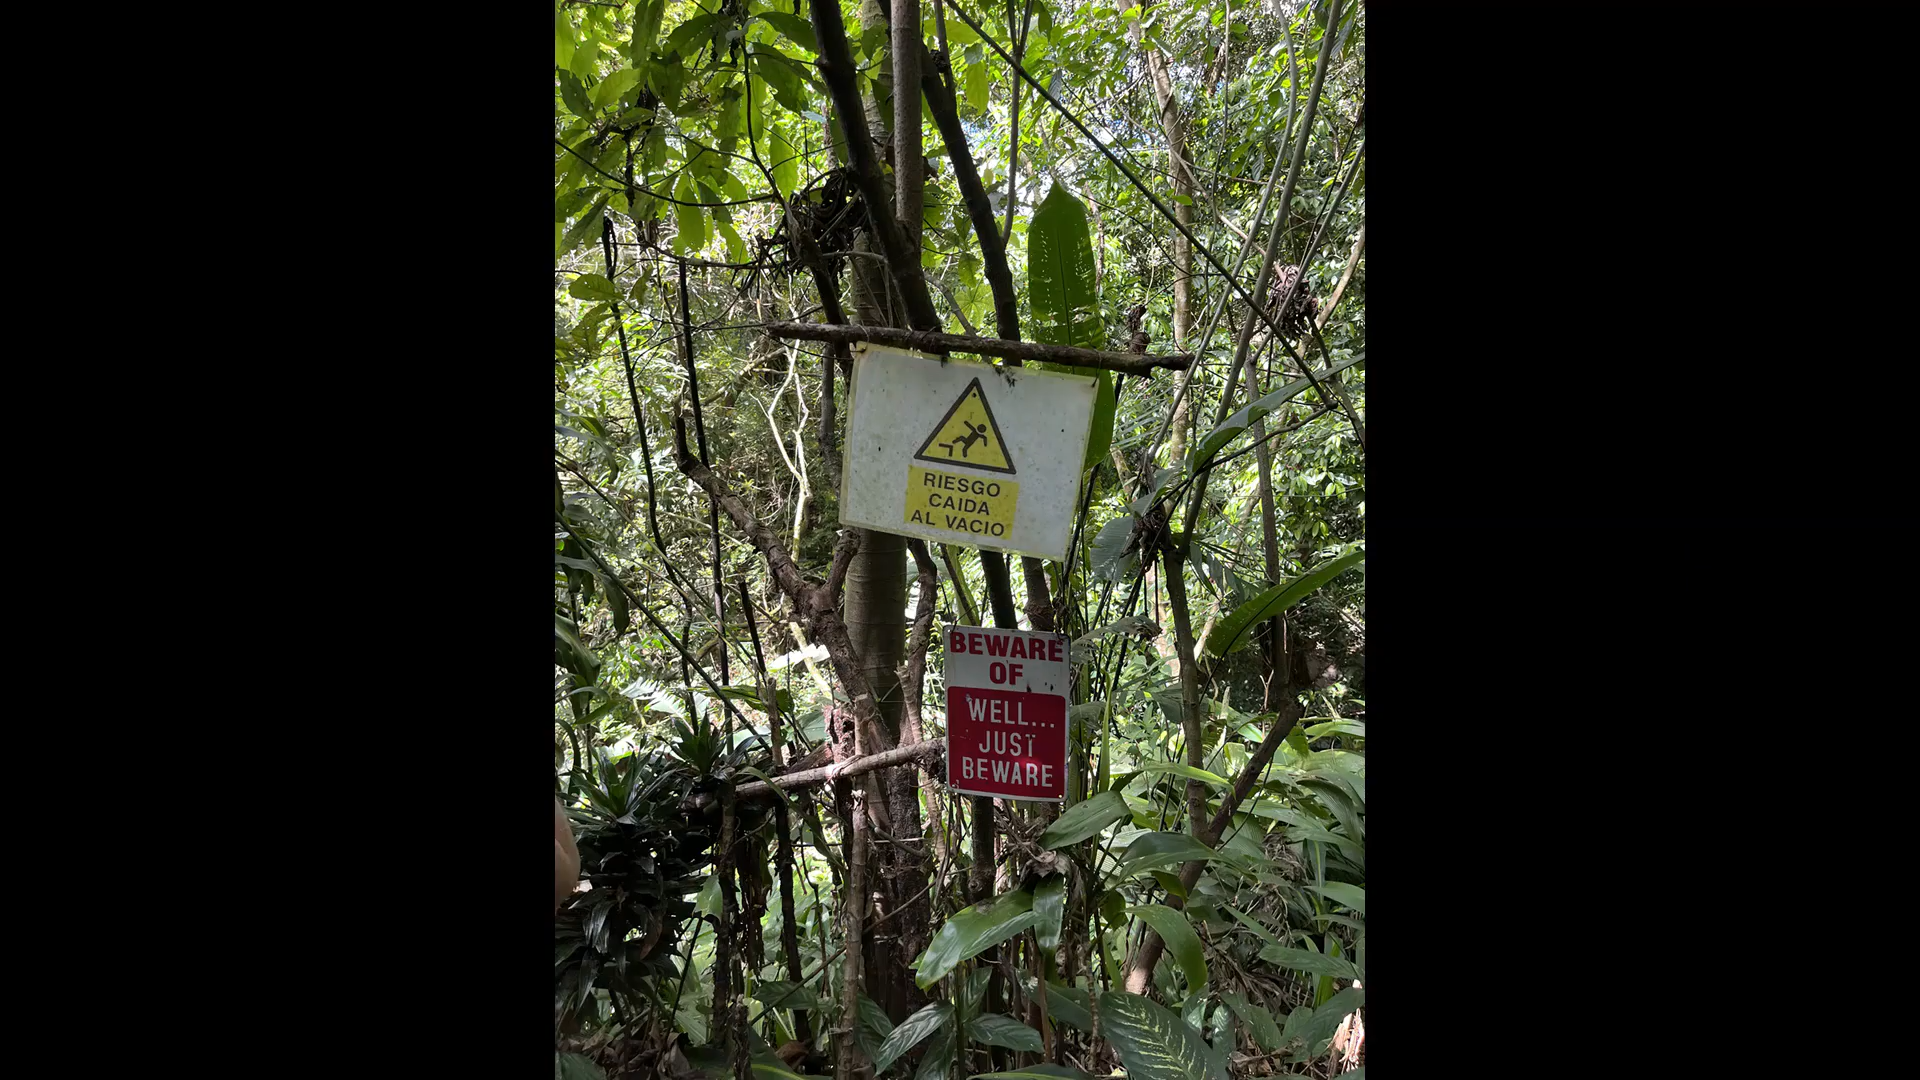 RIESGO
CAIDA
AL VACIO
BEWARE
OF
WELL...
JUST
BEWARE